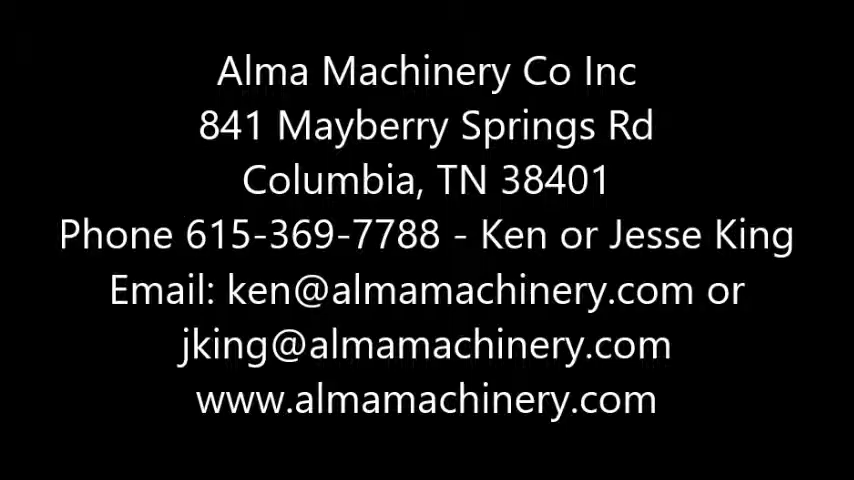 Alma Machinery Co Inc
841 Mayberry Springs Rd
Columbia, TN 38401
Phone 615-369-7788 - Ken or Jesse King
Email: ken@almamachinery.com or
jking@almamachinery.com
www.almamachinery.com